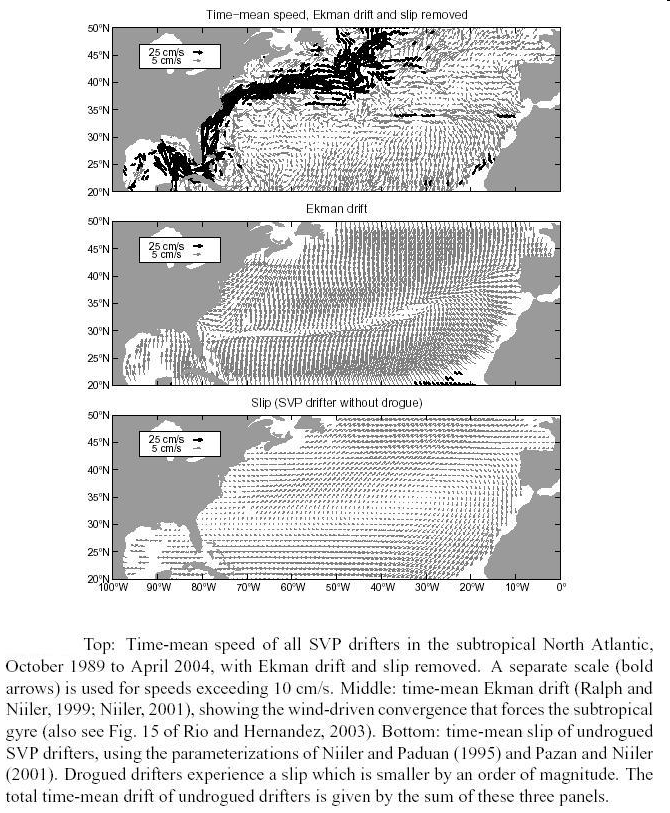 Time−mean speed, Ekman drift and slip removed
50°N
45°N
40°N
35°N
30°N
25°N
20°N
25 cm/s
5 cm/s
Ekman drift
50°N
45°N
40°N
35°N
30°N
25°N
20°N
25 cm/s
5 cm/s
Slip (SVP drifter without drogue)
50°N
45°N
40°N
35°N
30°N
25°N
20°N
25 cm/s
5 cm/s
100°W 90°W 80°W 70°W 60°W 50°W 40°W 30°W 20°W 10°W 0°
Top: Time-mean speed of all SVP drifters in the subtropical North Atlantic,
October 1989 to April 2004, with Ekman drift and slip removed. A separate scale (bold
arrows) is used for speeds exceeding 10 cm/s. Middle: time-mean Ekman drift (Ralph and
Niiler, 1999; Niiler, 2001), showing the wind-driven convergence that forces the subtropical
gyre (also see Fig. 15 of Rio and Hernandez, 2003). Bottom: time-mean slip of undrogued
SVP drifters, using the parameterizations of Niiler and Paduan (1995) and Pazan and Niiler
(2001). Drogued drifters experience a slip which is smaller by an order of magnitude. The
total time-mean drift of undrogued drifters is given by the sum of these three panels.